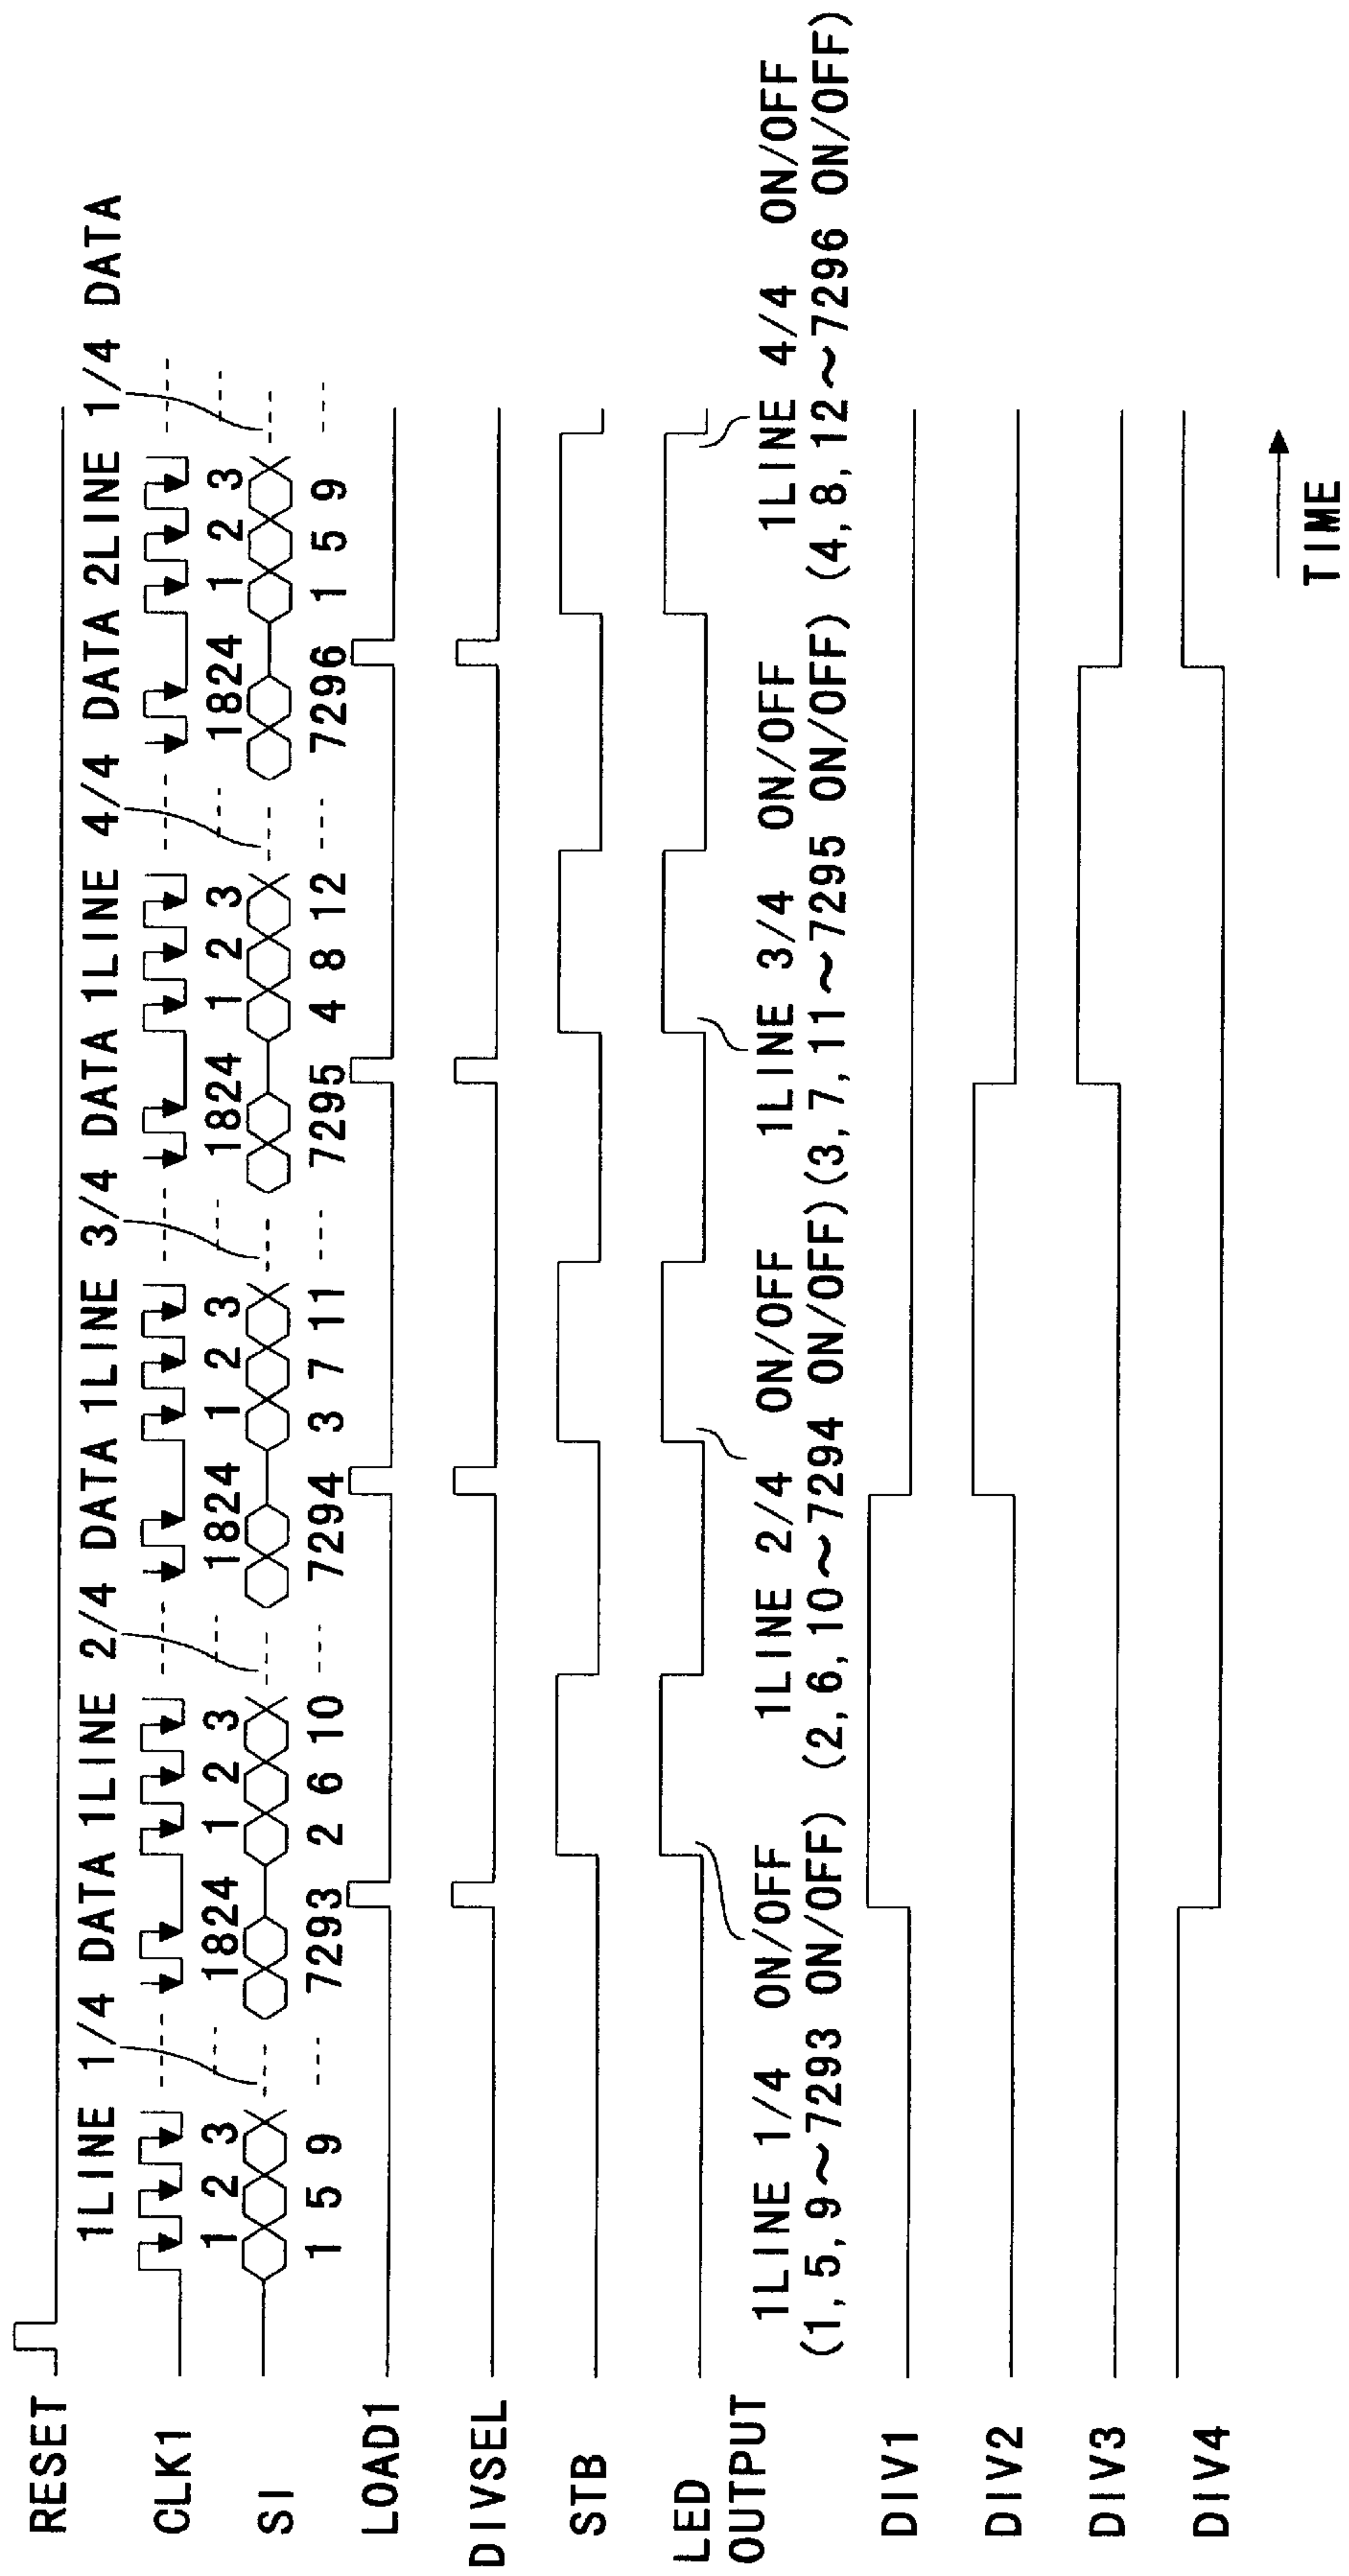 RESET
1LINE 1/4 DATA 1LINE 2/4 DATA 1LINE 3/4 DATA 1LINE 4/4 DATA 2LINE 1/4 DATA
CLK1
1 2 3 1824 1 2 3 1824 1 2 3 1824 1 2 3 1824 1 2 3
SI
1 5 9 7293 2 6 10 7294 3 7 11 7295 4 8 12 7296 1 5 9
LOAD1
DIVSEL
STB
LED
OUTPUT
1LINE 1/4 ON/OFF 1LINE 2/4 ON/OFF 1LINE 3/4 ON/OFF 1LINE 4/4 ON/OFF
(1,5,9~7293 ON/OFF) (2,6,10~7294 ON/OFF)(3,7,11~7295 ON/OFF) (4,8,12~7296 ON/OFF)
DIV1
DIV2
DIV3
DIV4
TIME